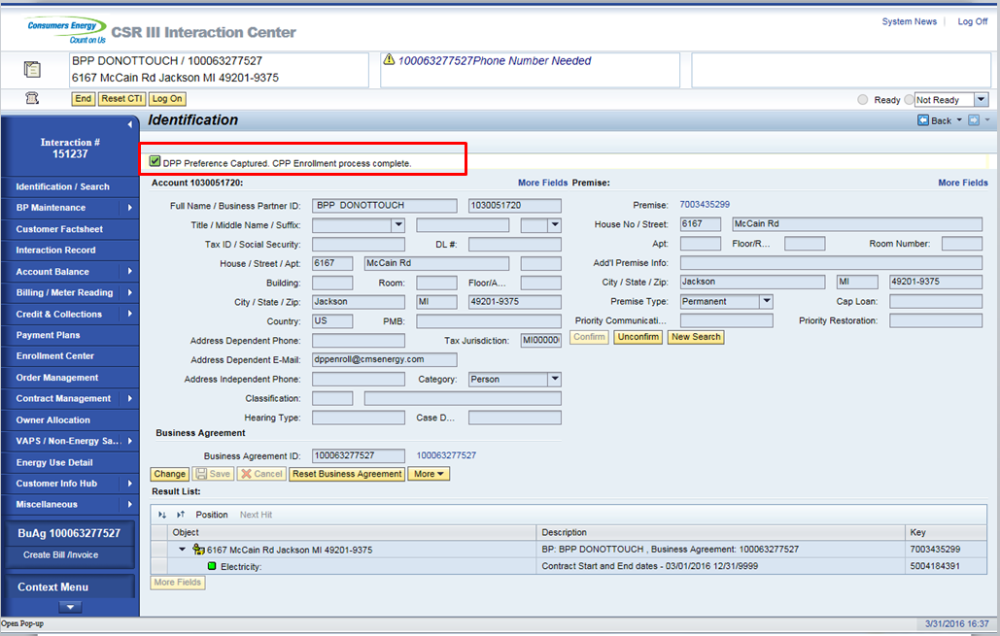 Consumers Energy
Count on Us
CSR III Interaction Center
System News | Log Off
BPP DONOTTOUCH / 100063277527
6167 McCain Rd Jackson MI 49201-9375
100063277527Phone Number Needed
End Reset CTI Log On
Ready Not Ready
Identification
Back
Interaction #
151237
DPP Preference Captured. CPP Enrollment process complete.
Identification / Search
BP Maintenance
Customer Factsheet
Interaction Record
Account Balance
Billing / Meter Reading
Credit & Collections
Payment Plans
Enrollment Center
Order Management
Contract Management
Owner Allocation
VAPS / Non-Energy Sa...
Energy Use Detail
Customer Info Hub
Miscellaneous
BuAg 100063277527
Create Bill /Invoice
Context Menu
Account 1030051720: More Fields
Full Name / Business Partner ID: BPP DONOTTOUCH 1030051720
Title / Middle Name / Suffix:
Tax ID / Social Security: DL #:
House / Street / Apt: 6167 McCain Rd
Building: Room: Floor/A...
City / State / Zip: Jackson MI 49201-9375
Country: US PMB:
Address Dependent Phone: Tax Jurisdiction: MI00000
Address Dependent E-Mail: dppenroll@cmsenergy.com
Address Independent Phone: Category: Person
Classification:
Hearing Type: Case D...
Premise: More Fields
Premise: 7003435299
House No / Street: 6167 McCain Rd
Apt: Floor/R... Room Number:
Add'l Premise Info:
City / State / Zip: Jackson MI 49201-9375
Premise Type: Permanent Cap Loan:
Priority Communicati... Priority Restoration:
Confirm Unconfirm New Search
Business Agreement
Business Agreement ID: 100063277527 100063277527
Change Save Cancel Reset Business Agreement More
Result List:
Position Next Hit
Object Description Key
6167 McCain Rd Jackson MI 49201-9375 BP: BPP DONOTTOUCH , Business Agreement: 100063277527 7003435299
Electricity: Contract Start and End dates - 03/01/2016 12/31/9999 5004184391
More Fields
Open Pop-up 3/31/2016 16:37